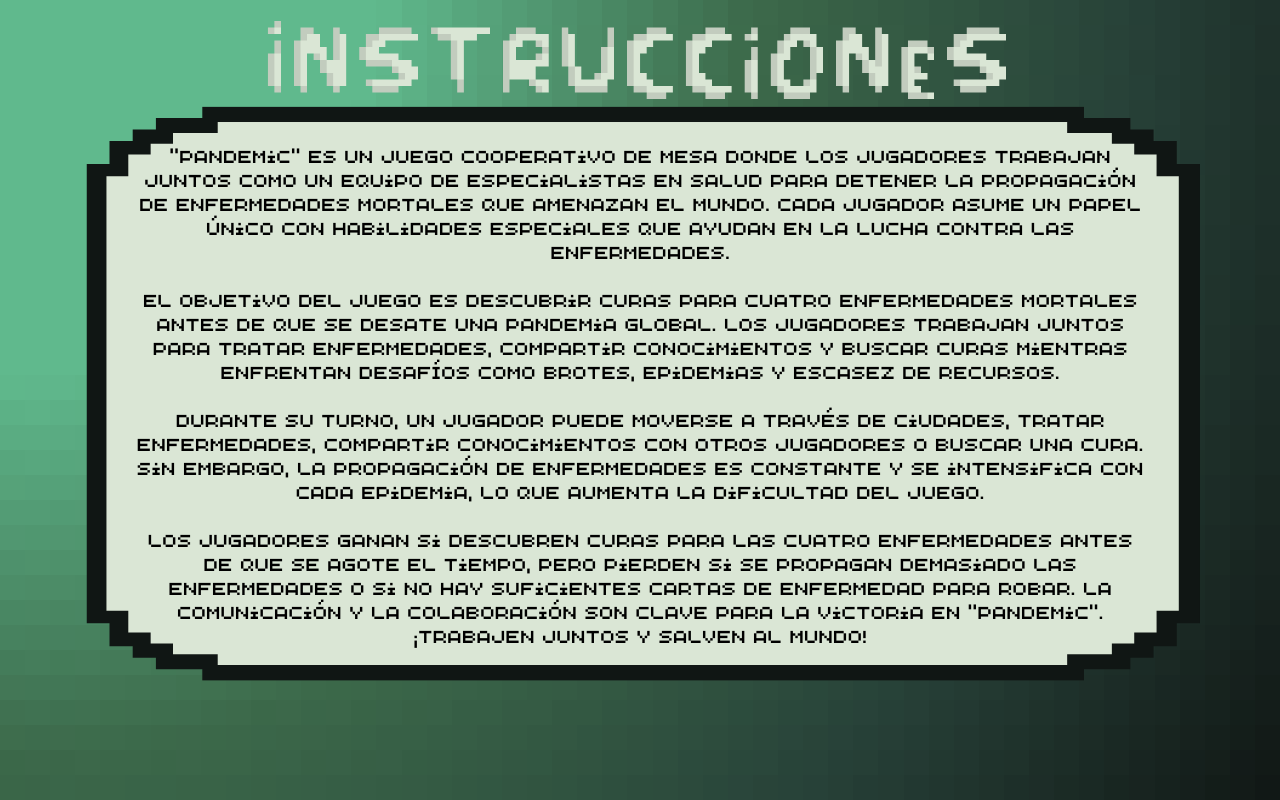 iNSTRUCCiONES
"PANDEMiC" ES UN JUEGO COOPERATiVO DE MESA DONDE LOS JUGADORES TRABAJAN
JUNTOS COMO UN EQUiPO DE ESPECiALiSTAS EN SALUD PARA DETENER LA PROPAGACiÓN
DE ENFERMEDADES MORTALES QUE AMENAZAN EL MUNDO. CADA JUGADOR ASUME UN PAPEL
ÚNiCO CON HABiLiDADES ESPECiALES QUE AYUDAN EN LA LUCHA CONTRA LAS
ENFERMEDADES.
EL OBJETiVO DEL JUEGO ES DESCUBRiR CURAS PARA CUATRO ENFERMEDADES MORTALES
ANTES DE QUE SE DESATE UNA PANDEMiA GLOBAL. LOS JUGADORES TRABAJAN JUNTOS
PARA TRATAR ENFERMEDADES, COMPARTiR CONOCiMiENTOS Y BUSCAR CURAS MiENTRAS
ENFRENTAN DESAFÍOS COMO BROTES, EPiDEMiAS Y ESCASEZ DE RECURSOS.
DURANTE SU TURNO, UN JUGADOR PUEDE MOVERSE A TRAVÉS DE CiUDADES, TRATAR
ENFERMEDADES, COMPARTiR CONOCiMiENTOS CON OTROS JUGADORES O BUSCAR UNA CURA.
SiN EMBARGO, LA PROPAGACiÓN DE ENFERMEDADES ES CONSTANTE Y SE iNTENSiFiCA CON
CADA EPiDEMiA, LO QUE AUMENTA LA DiFiCULTAD DEL JUEGO.
LOS JUGADORES GANAN Si DESCUBREN CURAS PARA LAS CUATRO ENFERMEDADES ANTES
DE QUE SE AGOTE EL TiEMPO, PERO PiERDEN Si SE PROPAGAN DEMASiADO LAS
ENFERMEDADES O Si NO HAY SUFiCiENTES CARTAS DE ENFERMEDAD PARA ROBAR. LA
COMUNiCACiÓN Y LA COLABORACiÓN SON CLAVE PARA LA ViCTORiA EN "PANDEMiC".
¡TRABAJEN JUNTOS Y SALVEN AL MUNDO!